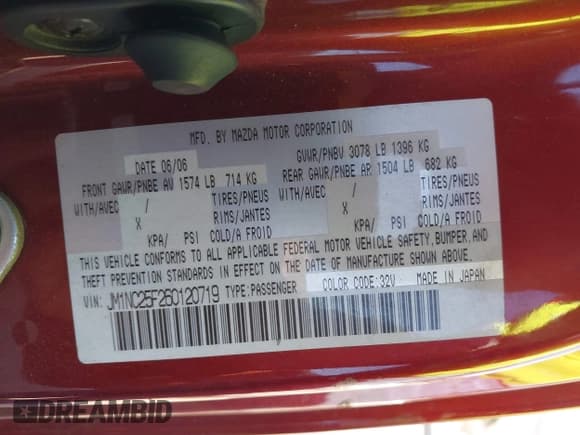 MFD. BY MAZDA MOTOR CORPORATION
DATE 06/06 GVWR/PNBV 3078 LB 1396 KG
FRONT GAWR/PNBE AV 1574 LB 714 KG REAR GAWR/PNBE AR 1504 LB 682 KG
WITH/AVEC / TIRES/PNEUS WITH/AVEC / TIRES/PNEUS
X RIMS/JANTES X RIMS/JANTES
KPA/ PSI COLD/A FROID KPA/ PSI COLD/A FROID
THIS VEHICLE CONFORMS TO ALL APPLICABLE FEDERAL MOTOR VEHICLE SAFETY, BUMPER, AND
THEFT PREVENTION STANDARDS IN EFFECT ON THE DATE OF MANUFACTURE SHOWN ABOVE.
VIN: JM1NC25F260120719 TYPE:PASSENGER COLOR CODE:32V MADE IN JAPAN
DREAMBID